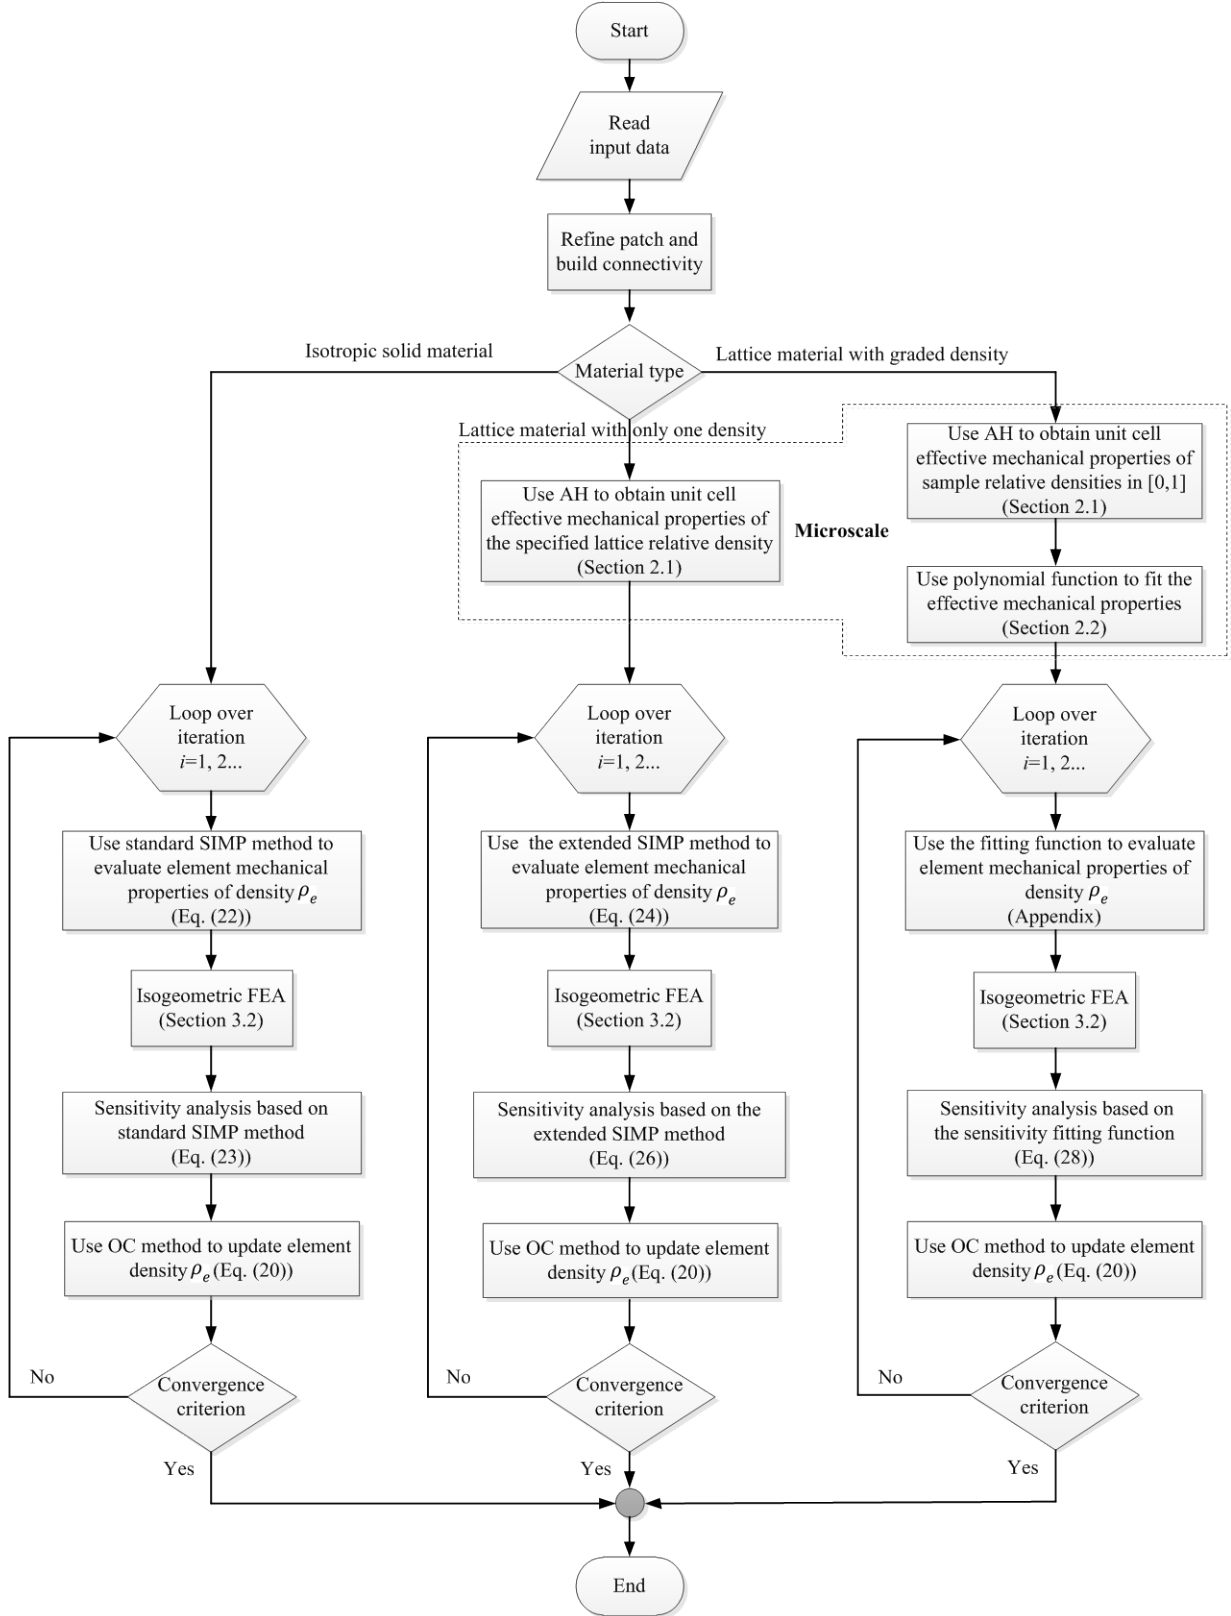 Start
Read
input data
Refine patch and
build connectivity
Material type
Isotropic solid material
Lattice material with graded density
Lattice material with only one density
Use AH to obtain unit cell
effective mechanical properties of
the specified lattice relative density
(Section 2.1)
Microscale
Use AH to obtain unit cell
effective mechanical properties of
sample relative densities in [0,1]
(Section 2.1)
Use polynomial function to fit the
effective mechanical properties
(Section 2.2)
Loop over
iteration
i=1, 2...
Use standard SIMP method to
evaluate element mechanical
properties of density ρ_e
(Eq. (22))
Isogeometric FEA
(Section 3.2)
Sensitivity analysis based on
standard SIMP method
(Eq. (23))
Use OC method to update element
density ρ_e (Eq. (20))
Convergence
criterion
No
Yes
Loop over
iteration
i=1, 2...
Use the extended SIMP method to
evaluate element mechanical
properties of density ρ_e
(Eq. (24))
Isogeometric FEA
(Section 3.2)
Sensitivity analysis based on the
extended SIMP method
(Eq. (26))
Use OC method to update element
density ρ_e (Eq. (20))
Convergence
criterion
No
Yes
Loop over
iteration
i=1, 2...
Use the fitting function to evaluate
element mechanical properties of
density ρ_e
(Appendix)
Isogeometric FEA
(Section 3.2)
Sensitivity analysis based on
the sensitivity fitting function
(Eq. (28))
Use OC method to update element
density ρ_e (Eq. (20))
Convergence
criterion
No
Yes
End